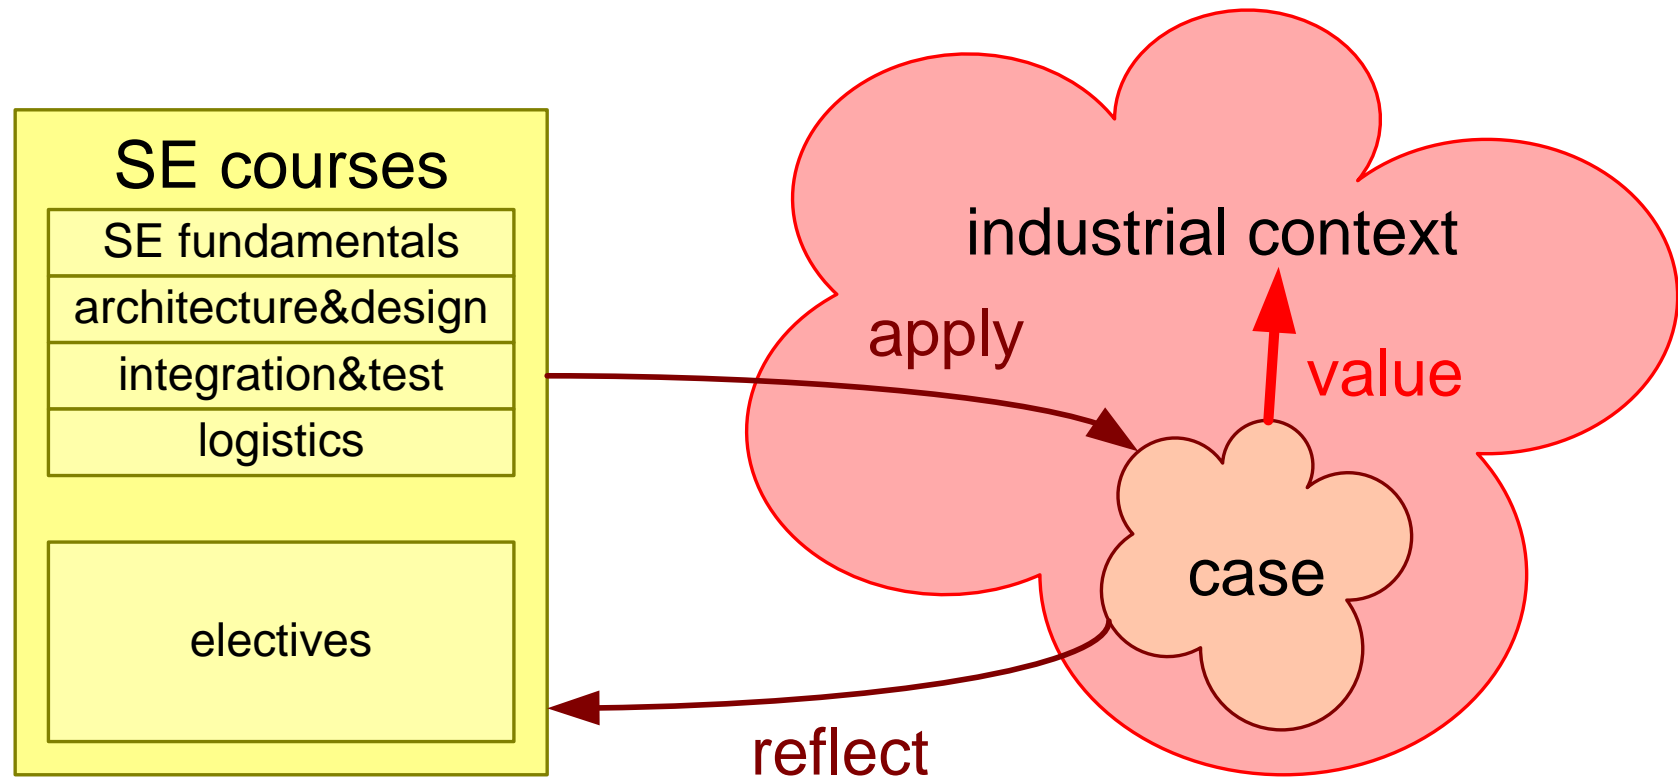 SE courses
SE fundamentals
architecture&design
integration&test
logistics
electives
industrial context
apply
value
case
reflect